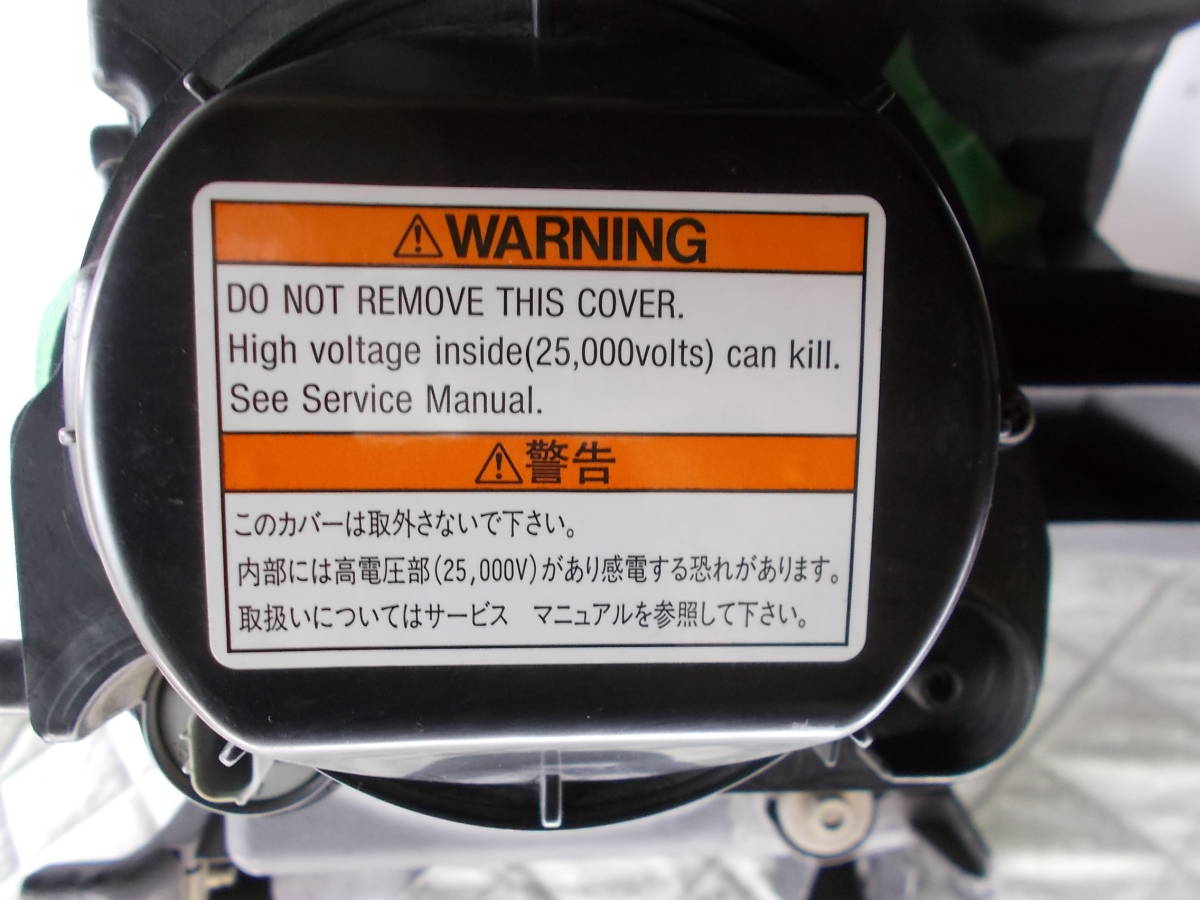 ⚠WARNING
DO NOT REMOVE THIS COVER.
High voltage inside(25,000volts) can kill.
See Service Manual.
⚠警告
このカバーは取外さないで下さい。
内部には高電圧部(25,000V)があり感電する恐れがあります。
取扱いについてはサービス　マニュアルを参照して下さい。